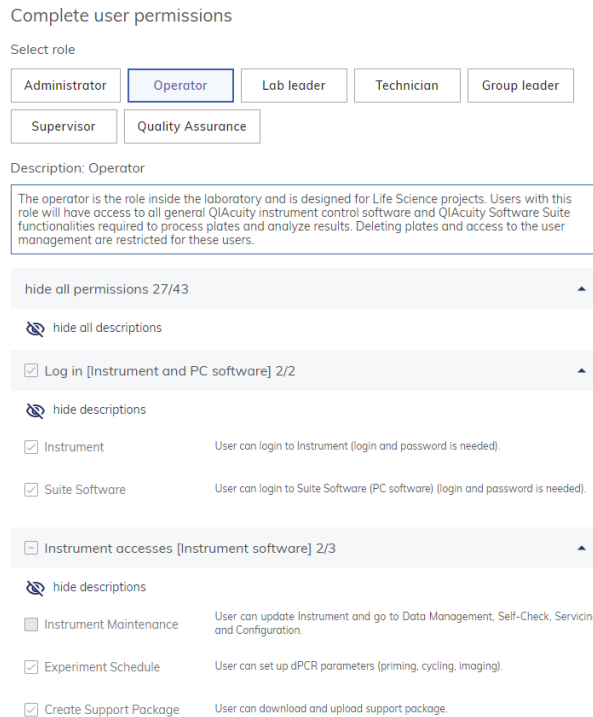 Complete user permissions
Select role
Administrator Operator Lab leader Technician Group leader
Supervisor Quality Assurance
Description: Operator
The operator is the role inside the laboratory and is designed for Life Science projects. Users with this
role will have access to all general QIAcuity instrument control software and QIAcuity Software Suite
functionalities required to process plates and analyze results. Deleting plates and access to the user
management are restricted for these users.
hide all permissions 27/43
hide all descriptions
Log in [Instrument and PC software] 2/2
hide descriptions
Instrument User can login to Instrument (login and password is needed).
Suite Software User can login to Suite Software (PC software) (login and password is needed).
Instrument accesses [Instrument software] 2/3
hide descriptions
Instrument Maintenance User can update Instrument and go to Data Management, Self-Check, Servicing
and Configuration.
Experiment Schedule User can set up dPCR parameters (priming, cycling, imaging).
Create Support Package User can download and upload support package.